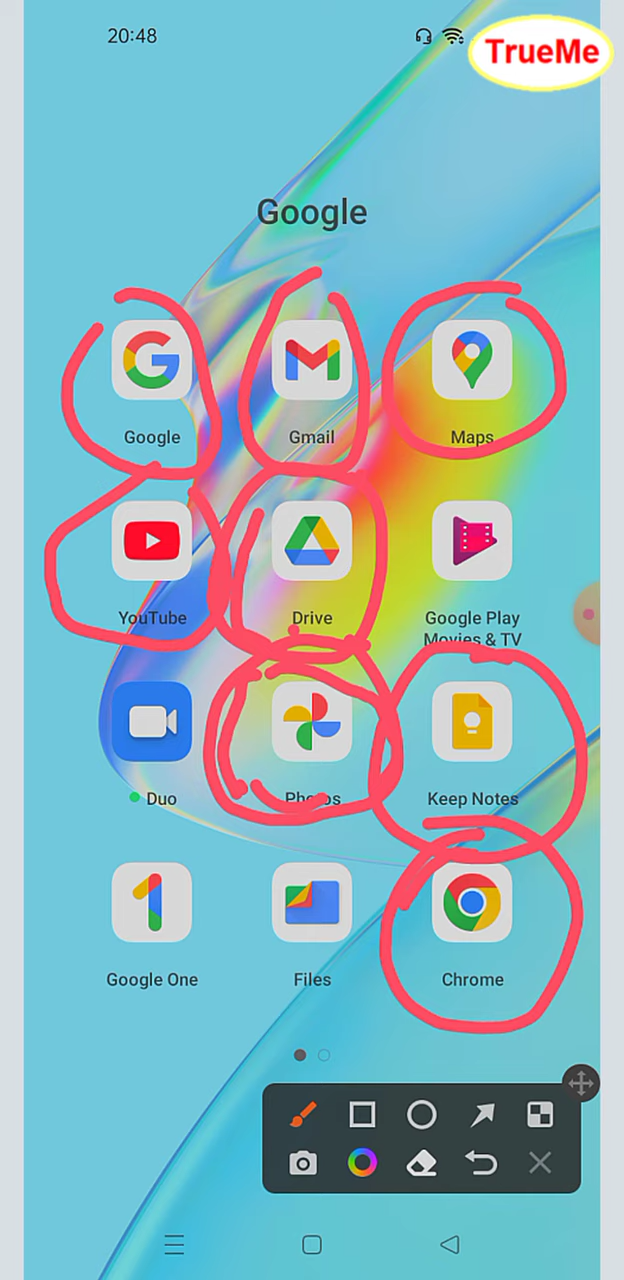 20:48
TrueMe
Google
Google
Gmail
Maps
YouTube
Drive
Google Play
Movies & TV
Duo
Photos
Keep Notes
Google One
Files
Chrome